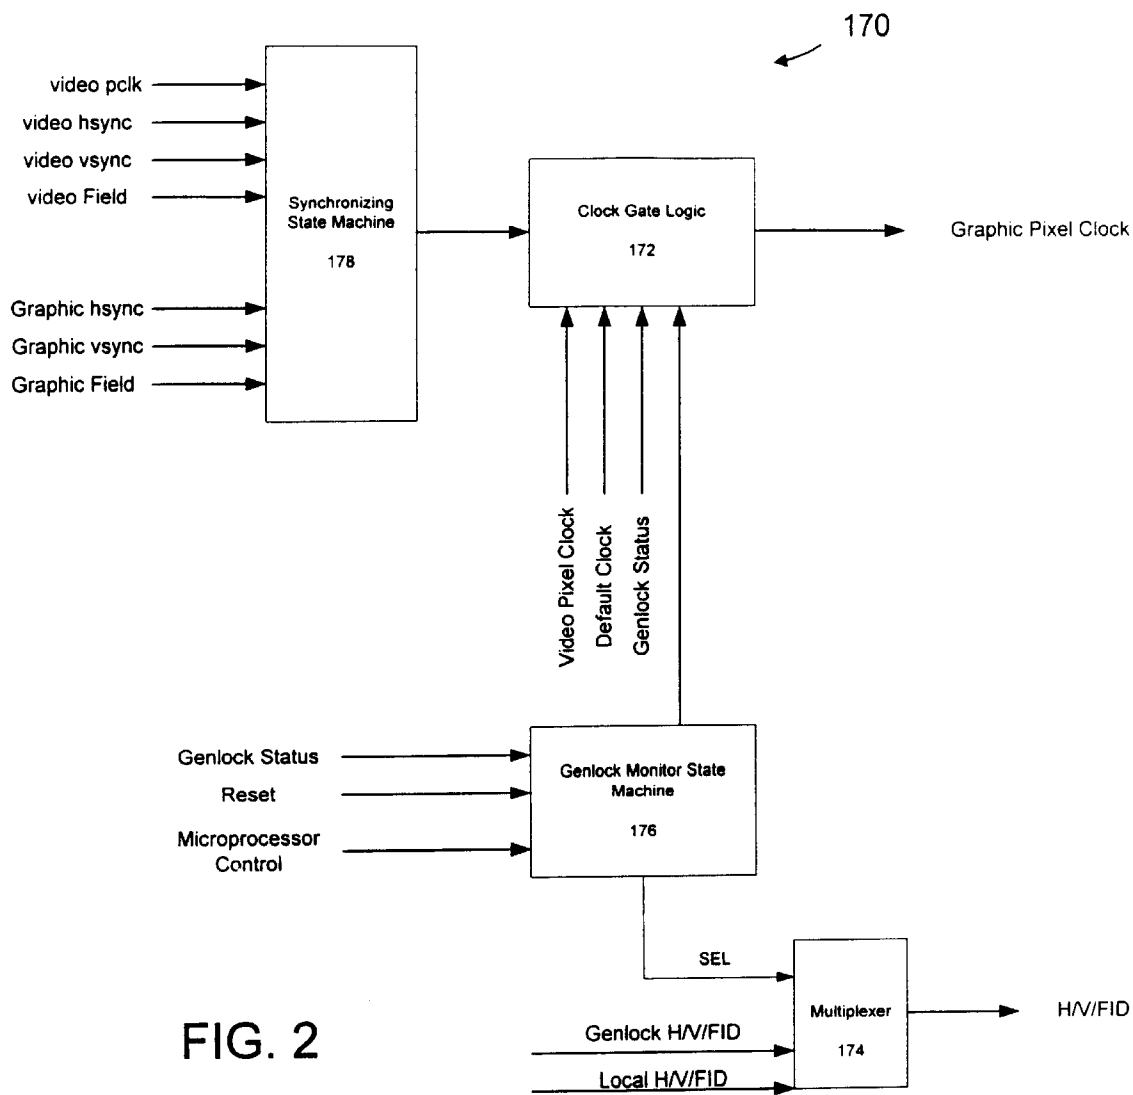 170
video pclk
video hsync
video vsync
video Field
Graphic hsync
Graphic vsync
Graphic Field
Synchronizing
State Machine
178
Clock Gate Logic
172
Graphic Pixel Clock
Video Pixel Clock
Default Clock
Genlock Status
Genlock Status
Reset
Microprocessor
Control
Genlock Monitor State
Machine
176
SEL
Genlock H/V/FID
Local H/V/FID
Multiplexer
174
H/V/FID
FIG. 2